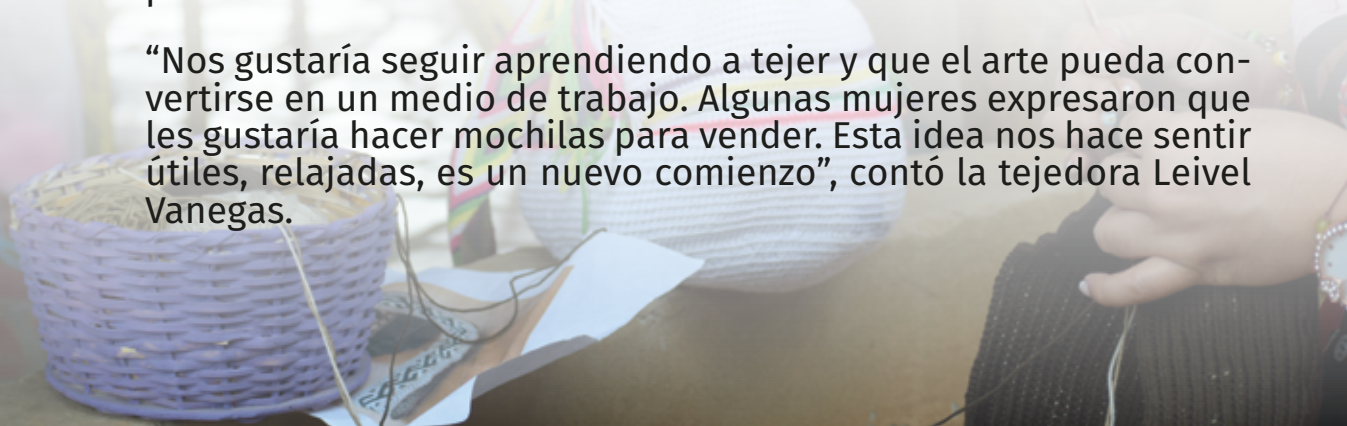 “Nos gustaría seguir aprendiendo a tejer y que el arte pueda con-
vertirse en un medio de trabajo. Algunas mujeres expresaron que
les gustaría hacer mochilas para vender. Esta idea nos hace sentir
útiles, relajadas, es un nuevo comienzo”, contó la tejedora Leivel
Vanegas.